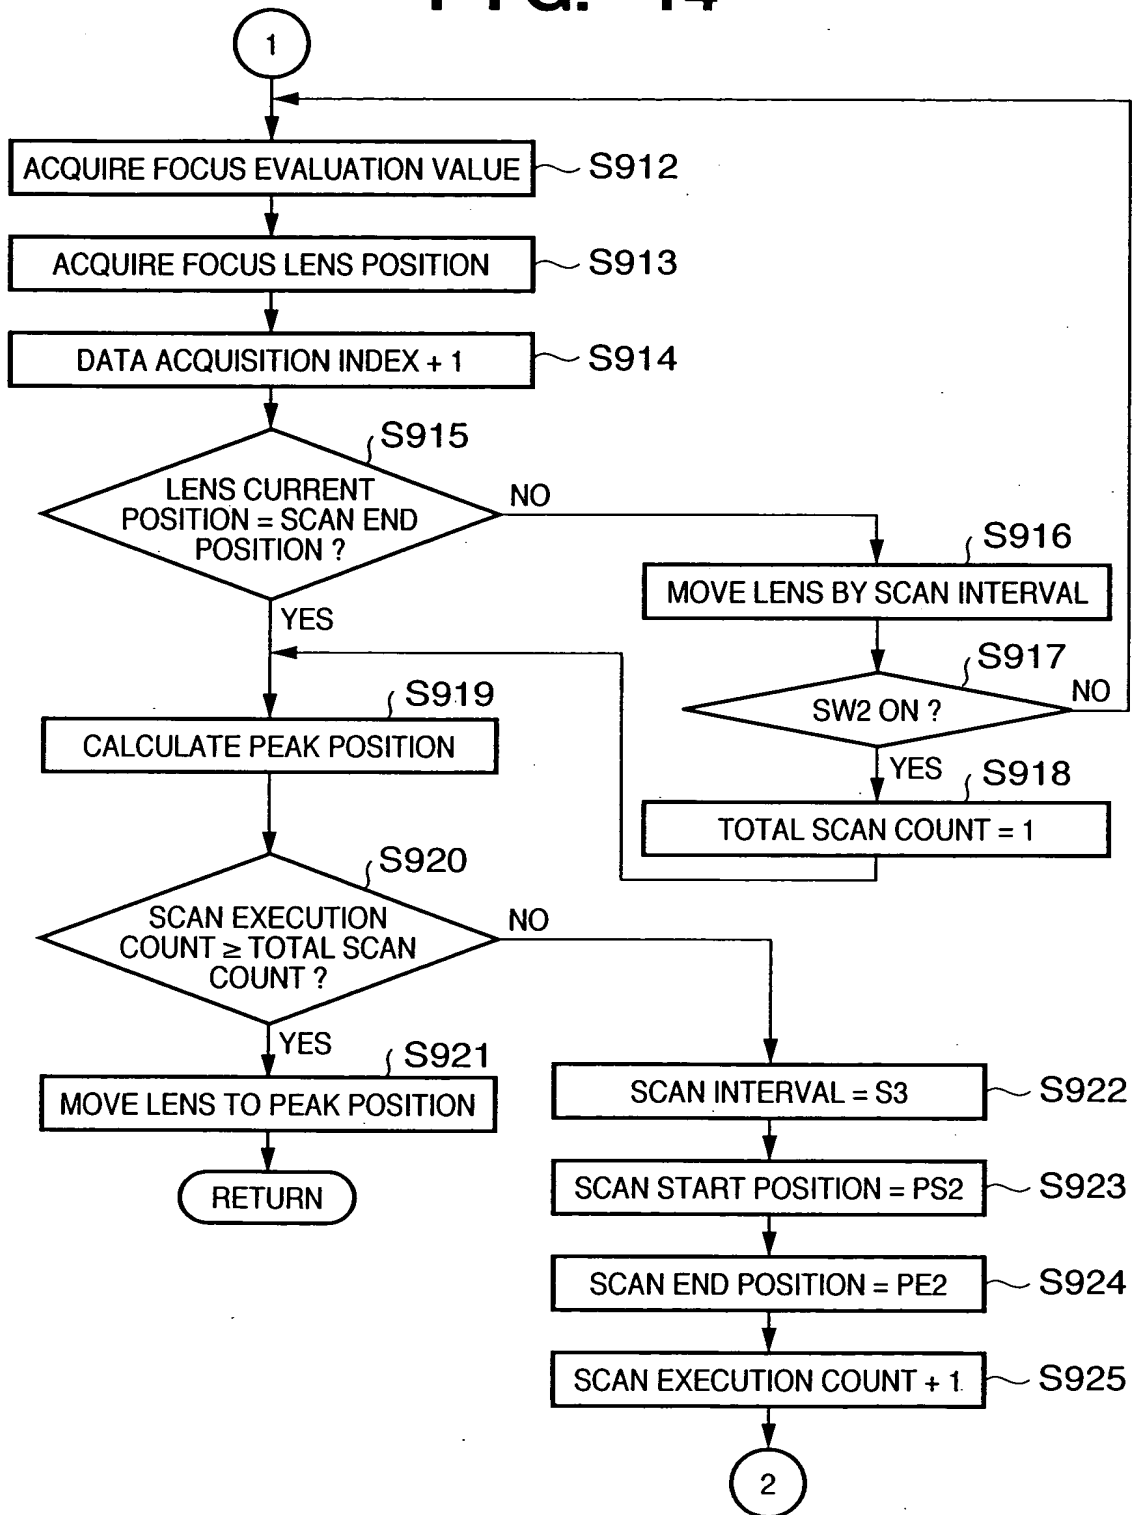 FIG. 14
1
ACQUIRE FOCUS EVALUATION VALUE
S912
ACQUIRE FOCUS LENS POSITION
S913
DATA ACQUISITION INDEX + 1
S914
S915
LENS CURRENT
POSITION = SCAN END
POSITION ?
NO
YES
S916
MOVE LENS BY SCAN INTERVAL
S917
SW2 ON ?
NO
YES
S918
TOTAL SCAN COUNT = 1
S919
CALCULATE PEAK POSITION
S920
SCAN EXECUTION
COUNT ≥ TOTAL SCAN
COUNT ?
NO
YES
S921
MOVE LENS TO PEAK POSITION
RETURN
SCAN INTERVAL = S3
S922
SCAN START POSITION = PS2
S923
SCAN END POSITION = PE2
S924
SCAN EXECUTION COUNT + 1
S925
2